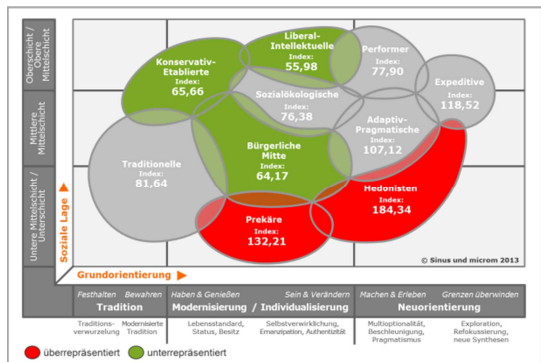 Oberschicht /
Obere
Mittelschicht
Mittlere
Mittelschicht
Untere Mittelschicht /
Unterschicht
Soziale Lage
Konservativ-
Etablierte
Index:
65,66
Liberal-
Intellektuelle
Index:
55,98
Performer
Index:
77,90
Expeditive
Index:
118,52
Sozialökologische
Index:
76,38
Adaptiv-
Pragmatische
Index:
107,12
Bürgerliche
Mitte
Index:
64,17
Traditionelle
Index:
81,64
Hedonisten
Index:
184,34
Prekäre
Index:
132,21
© Sinus und microm 2013
Grundorientierung
Festhalten Bewahren
Tradition
Haben & Genießen Sein & Verändern
Modernisierung / Individualisierung
Machen & Erleben Grenzen überwinden
Neuorientierung
Traditions-
verwurzelung
Modernisierte
Tradition
Lebensstandard,
Status, Besitz
Selbstverwirklichung,
Emanzipation, Authentizität
Multioptionalität,
Beschleunigung,
Pragmatismus
Exploration,
Refokussierung,
neue Synthesen
überrepräsentiert unterrepräsentiert